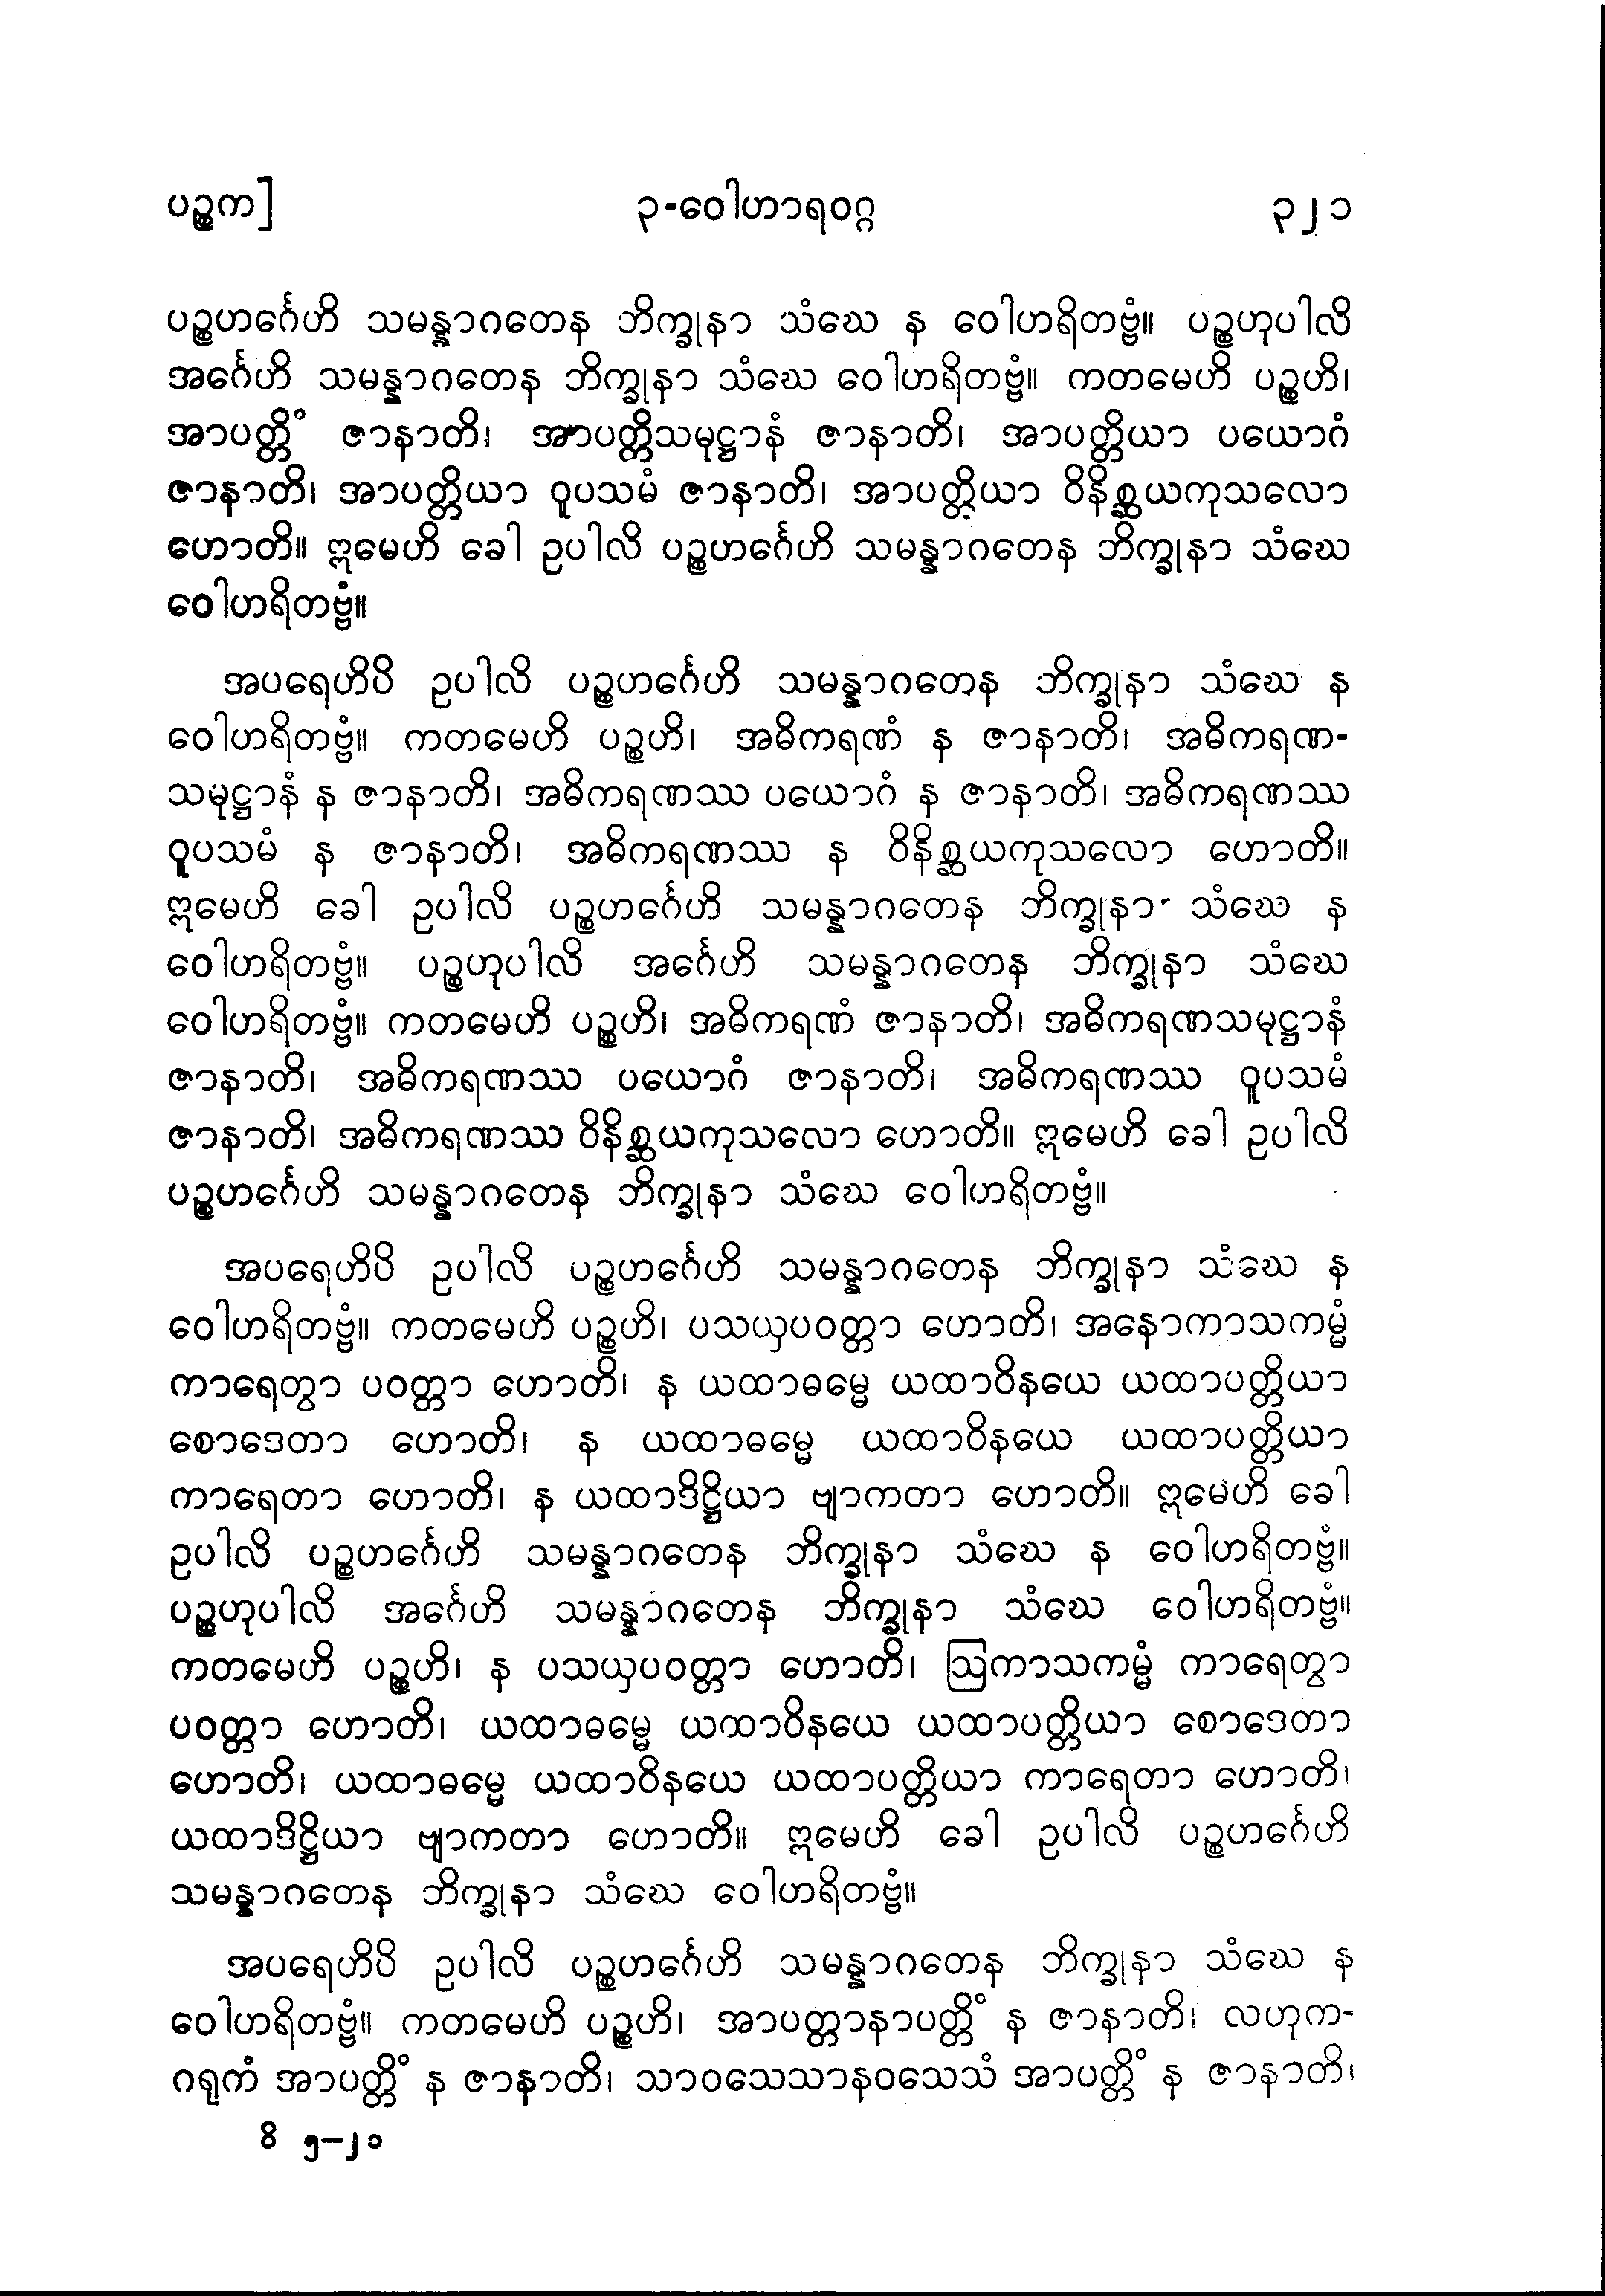 ပဉ္စက]
၃-ဝေါဟာရဝဂ္ဂ
၃၂၁
ပဉ္စဟင်္ဂေဟိ သမန္နာဂတေန ဘိက္ခုနာ သံဃေ န ဝေါဟရိတဗ္ဗံ။ ပဉ္စဟုပါလိ
အင်္ဂေဟိ သမန္နာဂတေန ဘိက္ခုနာ သံဃေ ဝေါဟရိတဗ္ဗံ။ ကတမေဟိ ပဉ္စဟိ၊
အာပတ္တိံ ဇာနာတိ၊ အာပတ္တိသမုဋ္ဌာနံ ဇာနာတိ၊ အာပတ္တိယာ ပယောဂံ
ဇာနာတိ၊ အာပတ္တိယာ ဝူပသမံ ဇာနာတိ၊ အာပတ္တိယာ ဝိနိစ္ဆယကုသလော
ဟောတိ။ ဣမေဟိ ခေါ ဥပါလိ ပဉ္စဟင်္ဂေဟိ သမန္နာဂတေန ဘိက္ခုနာ သံဃေ
ဝေါဟရိတဗ္ဗံ။
အပရေဟိပိ ဥပါလိ ပဉ္စဟင်္ဂေဟိ သမန္နာဂတေန ဘိက္ခုနာ သံဃေ န
ဝေါဟရိတဗ္ဗံ။ ကတမေဟိ ပဉ္စဟိ၊ အဓိကရဏံ န ဇာနာတိ၊ အဓိကရဏ-
သမုဋ္ဌာနံ န ဇာနာတိ၊ အဓိကရဏဿ ပယောဂံ န ဇာနာတိ၊ အဓိကရဏဿ
ဝူပသမံ န ဇာနာတိ၊ အဓိကရဏဿ န ဝိနိစ္ဆယကုသလော ဟောတိ။
ဣမေဟိ ခေါ ဥပါလိ ပဉ္စဟင်္ဂေဟိ သမန္နာဂတေန ဘိက္ခုနာ သံဃေ န
ဝေါဟရိတဗ္ဗံ။ ပဉ္စဟုပါလိ အင်္ဂေဟိ သမန္နာဂတေန ဘိက္ခုနာ သံဃေ
ဝေါဟရိတဗ္ဗံ။ ကတမေဟိ ပဉ္စဟိ၊ အဓိကရဏံ ဇာနာတိ၊ အဓိကရဏသမုဋ္ဌာနံ
ဇာနာတိ၊ အဓိကရဏဿ ပယောဂံ ဇာနာတိ၊ အဓိကရဏဿ ဝူပသမံ
ဇာနာတိ၊ အဓိကရဏဿ ဝိနိစ္ဆယကုသလော ဟောတိ။ ဣမေဟိ ခေါ ဥပါလိ
ပဉ္စဟင်္ဂေဟိ သမန္နာဂတေန ဘိက္ခုနာ သံဃေ ဝေါဟရိတဗ္ဗံ။
အပရေဟိပိ ဥပါလိ ပဉ္စဟင်္ဂေဟိ သမန္နာဂတေန ဘိက္ခုနာ သံဃေ န
ဝေါဟရိတဗ္ဗံ။ ကတမေဟိ ပဉ္စဟိ၊ ပသယှပဝတ္တာ ဟောတိ၊ အနောကာသကမ္မံ
ကာရေတွာ ပဝတ္တာ ဟောတိ၊ န ယထာဓမ္မေ ယထာဝိနယေ ယထာပတ္တိယာ
စောဒေတာ ဟောတိ၊ န ယထာဓမ္မေ ယထာဝိနယေ ယထာပတ္တိယာ
ကာရေတာ ဟောတိ၊ န ယထာဒိဋ္ဌိယာ ဗျာကတာ ဟောတိ။ ဣမေဟိ ခေါ
ဥပါလိ ပဉ္စဟင်္ဂေဟိ သမန္နာဂတေန ဘိက္ခုနာ သံဃေ န ဝေါဟရိတဗ္ဗံ။
ပဉ္စဟုပါလိ အင်္ဂေဟိ သမန္နာဂတေန ဘိက္ခုနာ သံဃေ ဝေါဟရိတဗ္ဗံ။
ကတမေဟိ ပဉ္စဟိ၊ န ပသယှပဝတ္တာ ဟောတိ၊ ဩကာသကမ္မံ ကာရေတွာ
ပဝတ္တာ ဟောတိ၊ ယထာဓမ္မေ ယထာဝိနယေ ယထာပတ္တိယာ စောဒေတာ
ဟောတိ၊ ယထာဓမ္မေ ယထာဝိနယေ ယထာပတ္တိယာ ကာရေတာ ဟောတိ၊
ယထာဒိဋ္ဌိယာ ဗျာကတာ ဟောတိ။ ဣမေဟိ ခေါ ဥပါလိ ပဉ္စဟင်္ဂေဟိ
သမန္နာဂတေန ဘိက္ခုနာ သံဃေ ဝေါဟရိတဗ္ဗံ။
အပရေဟိပိ ဥပါလိ ပဉ္စဟင်္ဂေဟိ သမန္နာဂတေန ဘိက္ခုနာ သံဃေ န
ဝေါဟရိတဗ္ဗံ။ ကတမေဟိ ပဉ္စဟိ၊ အာပတ္တာနာပတ္တိံ န ဇာနာတိ၊ လဟုက-
ဂရုကံ အာပတ္တိံ န ဇာနာတိ၊ သာဝသေသာနဝသေသံ အာပတ္တိံ န ဇာနာတိ၊
ဝိ ၅—၂၁